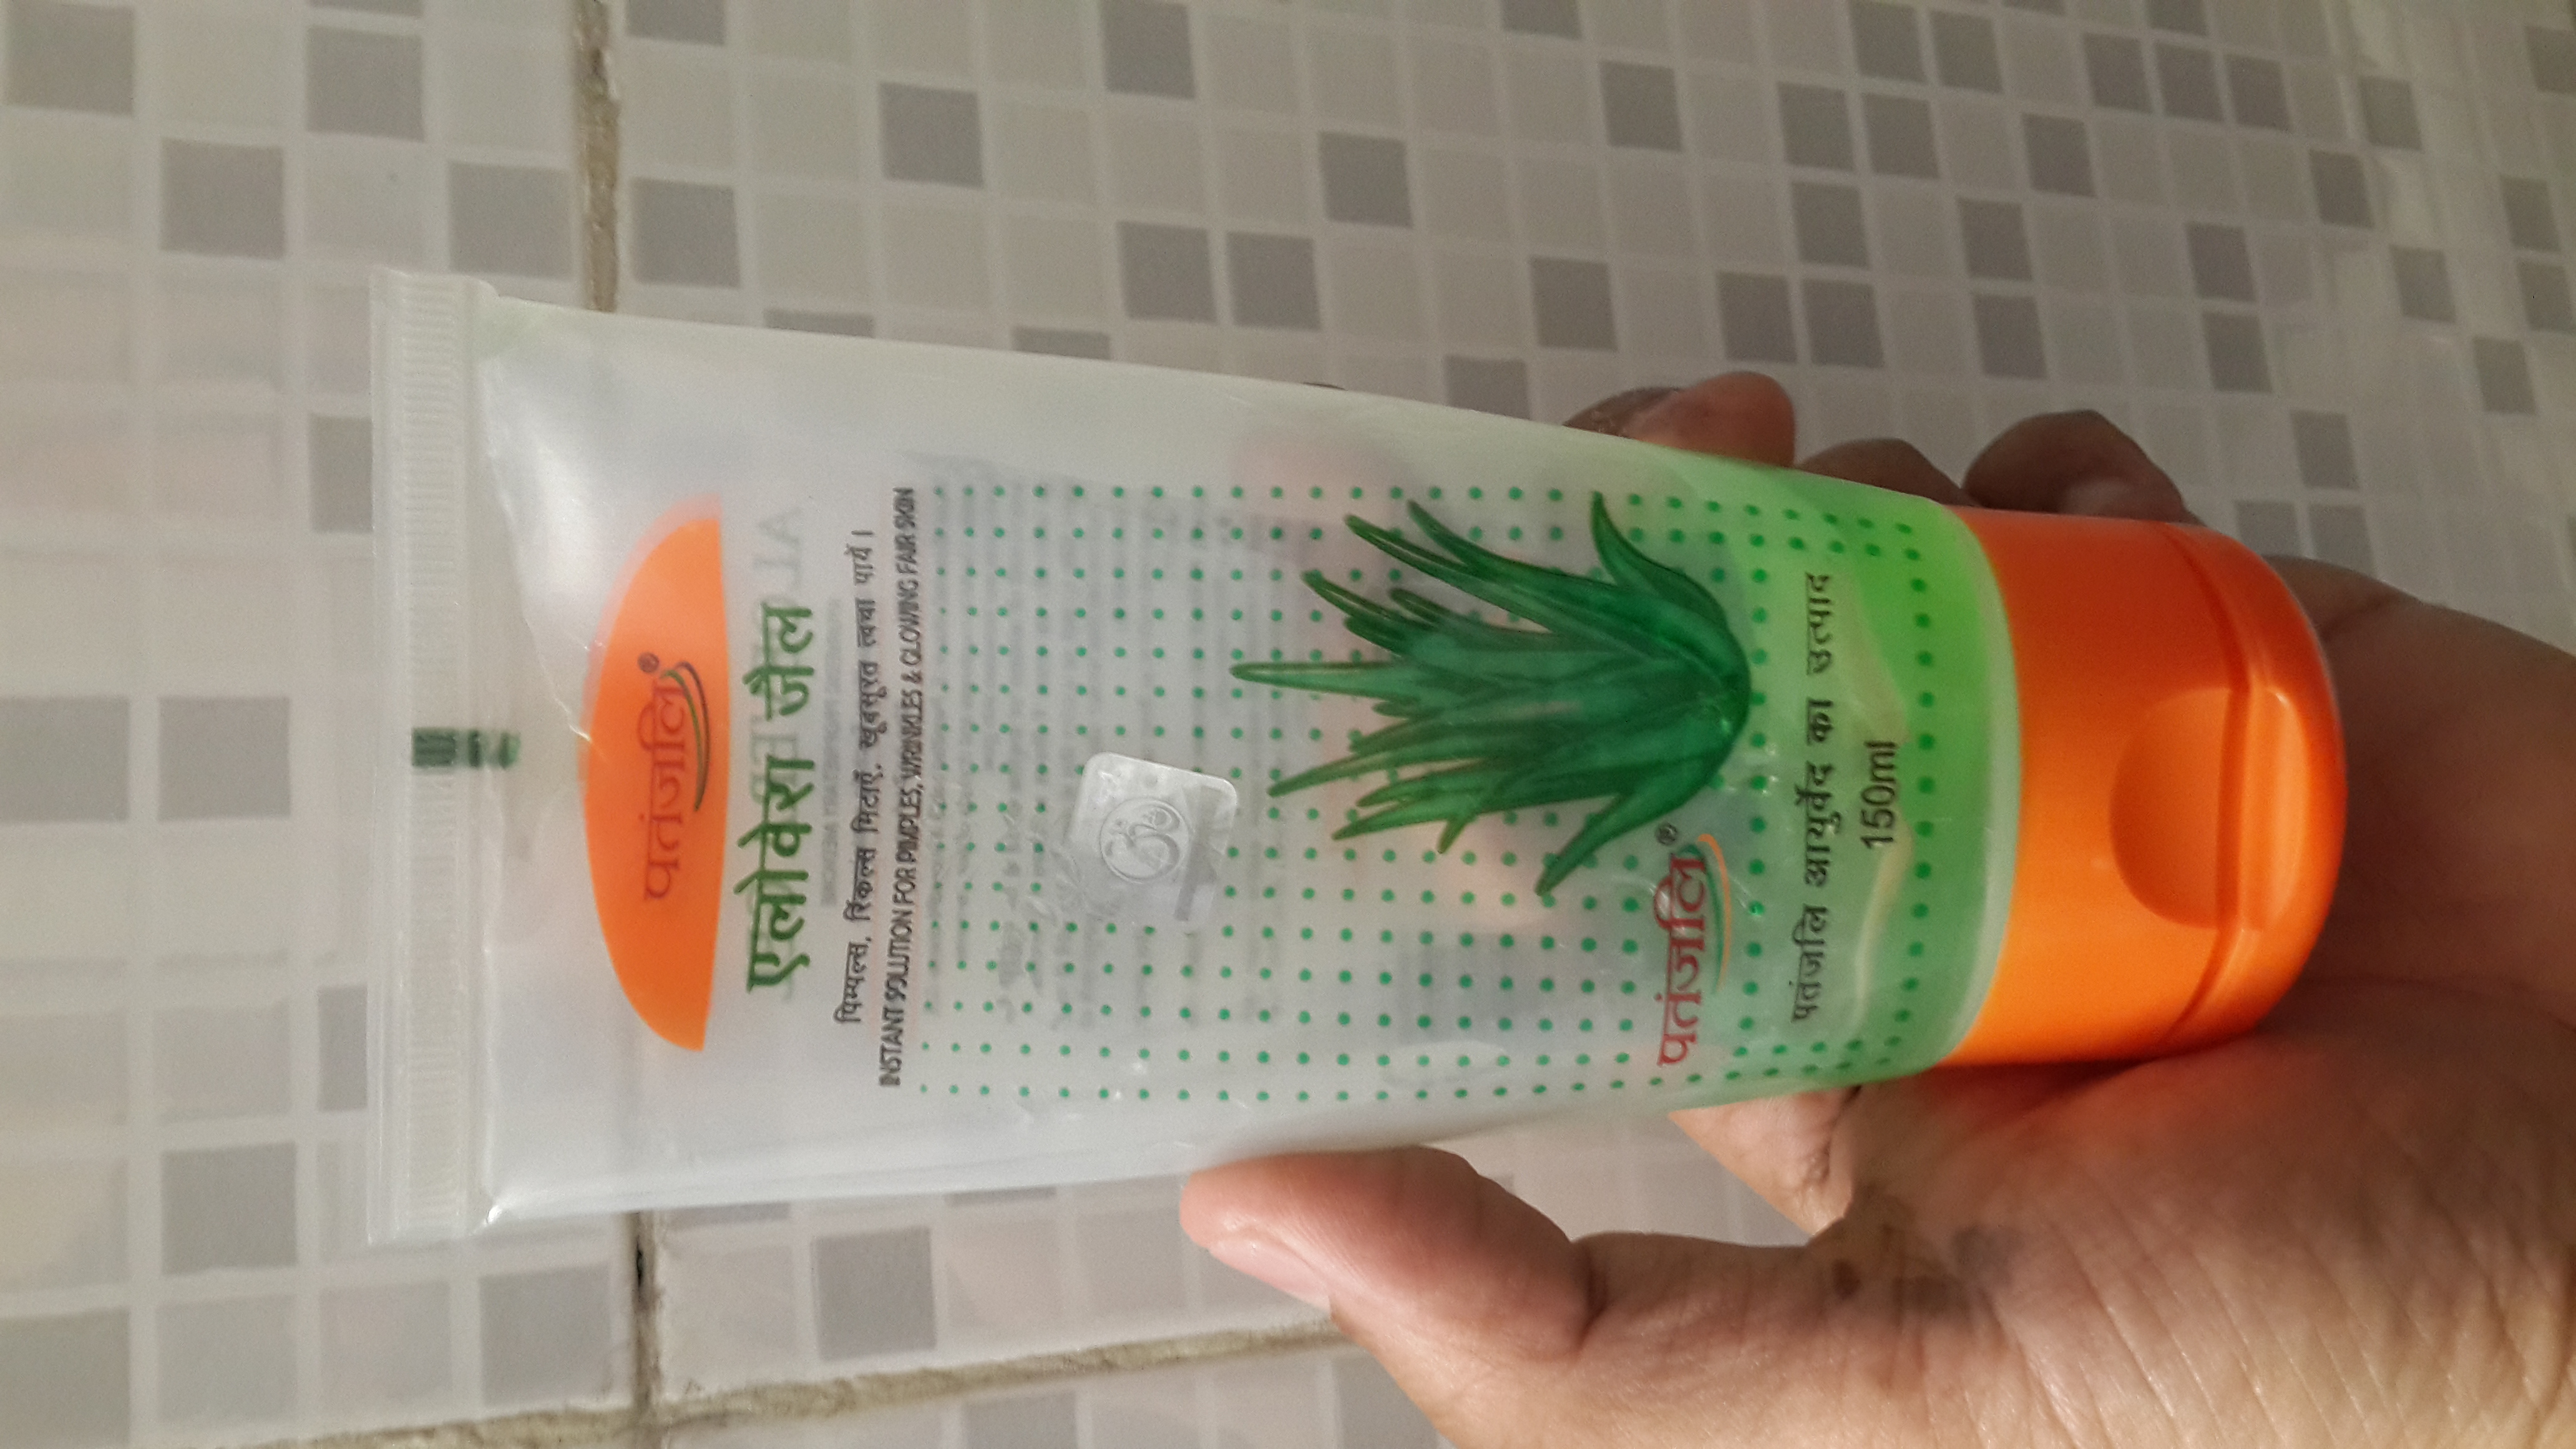 पतंजलि®
एलोवेरा जैल
पिम्पल्स, रिंकल्स मिटाएँ, खूबसूरत त्वचा पायें।
INSTANT SOLUTION FOR PIMPLES, WRINKLES & GLOWING FAIR SKIN
ॐ
पतंजलि®
पतंजलि आयुर्वेद का उत्पाद
150ml